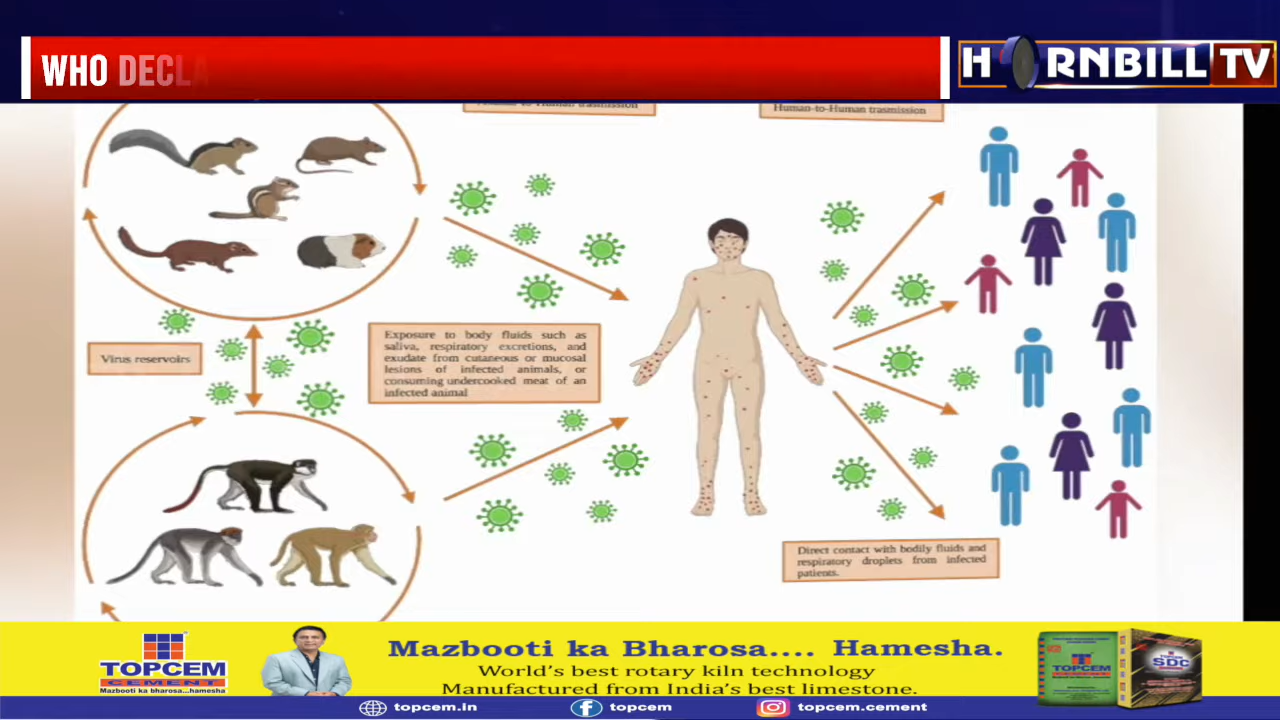 WHO DECLA
HORNBILL TV
Human-to-Human trasmission
Virus reservoirs
Exposure to body fluids such as
saliva, respiratory excretions, and
exudate from cutaneous or mucosal
lesions of infected animals, or
consuming undercooked meat of an
infected animal
Direct contact with bodily fluids and
respiratory droplets from infected
patients.
TOPCEM
CEMENT
Mazbooti ka bharosa...hamesha
Mazbooti ka Bharosa.... Hamesha.
World's best rotary kiln technology
Manufactured from India's best limestone.
TOPCEM
TOPCEM
SDC
topcem.in
topcem
topcem.cement